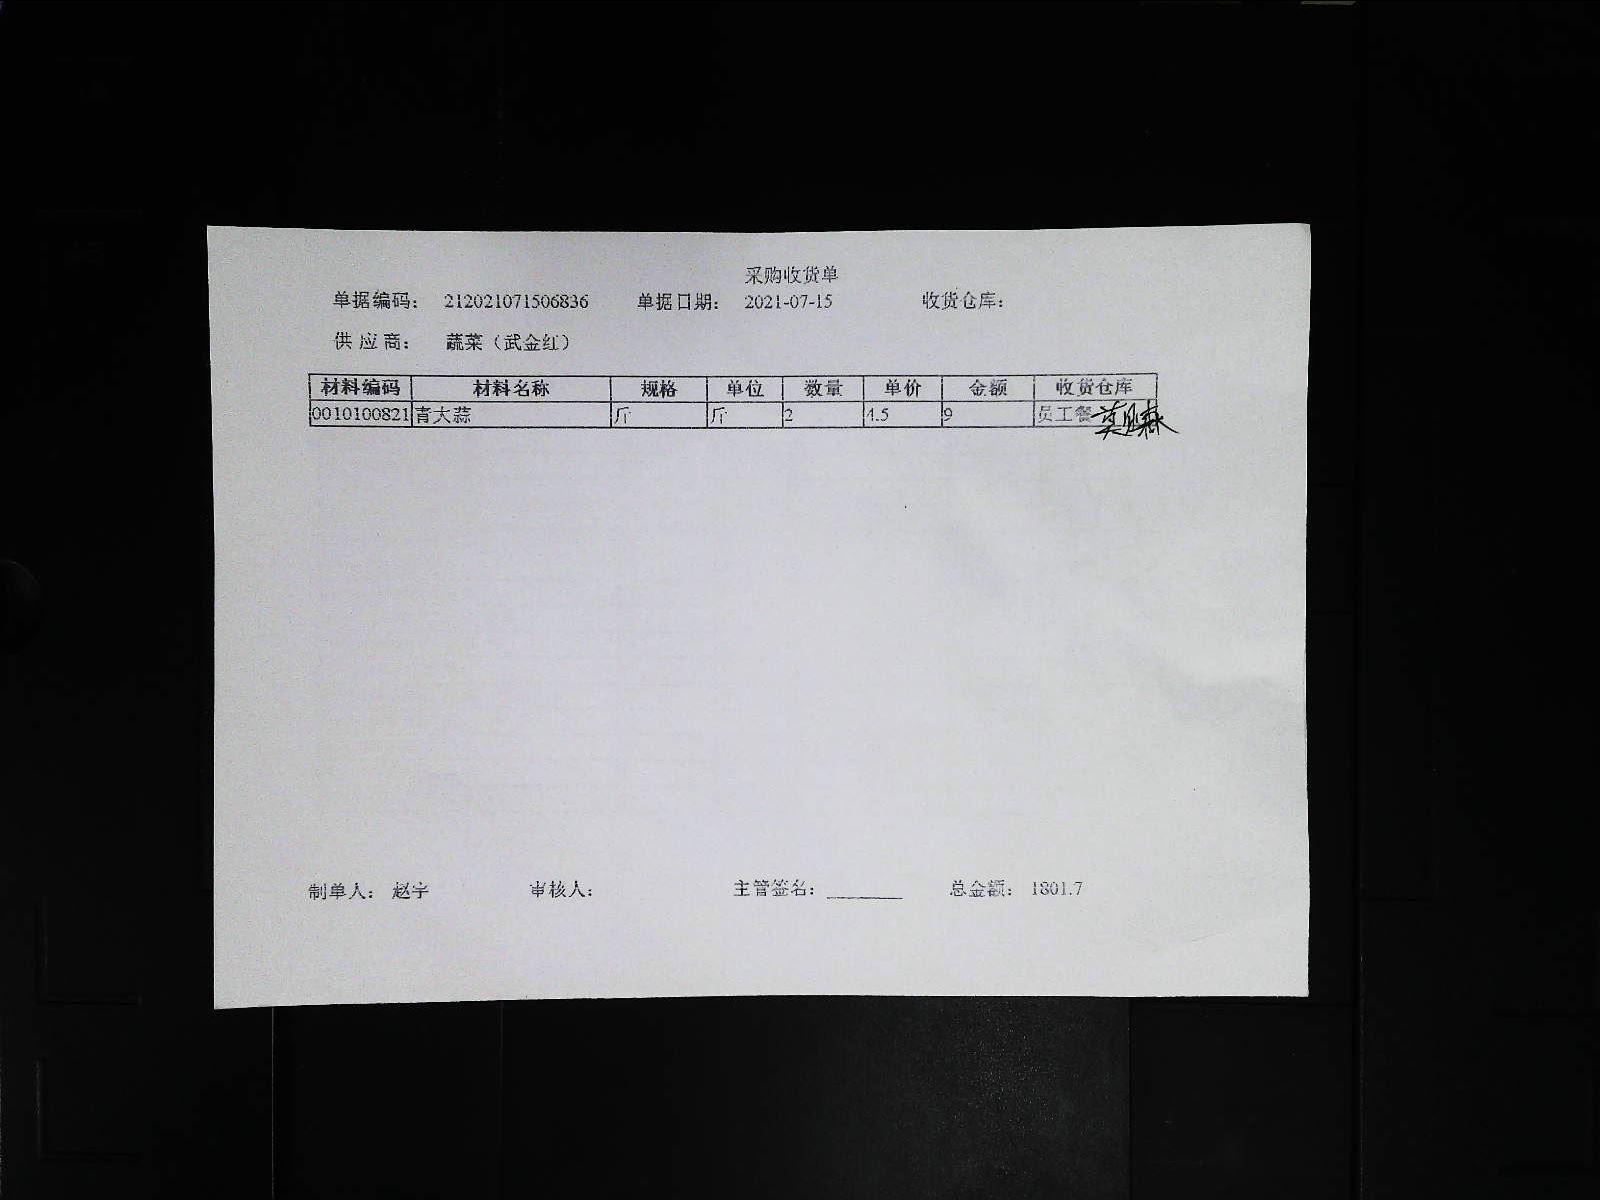 采购收货单
单据编码: 212021071506836 单据日期: 2021-07-15 收货仓库:
供应商: 蔬菜（武金红）
材料编码 材料名称 规格 单位 数量 单价 金额 收货仓库
0010100821 青大蒜 斤 斤 2 4.5 9 员工餐
制单人: 赵宇 审核人: 主管签名: ________ 总金额: 1801.7